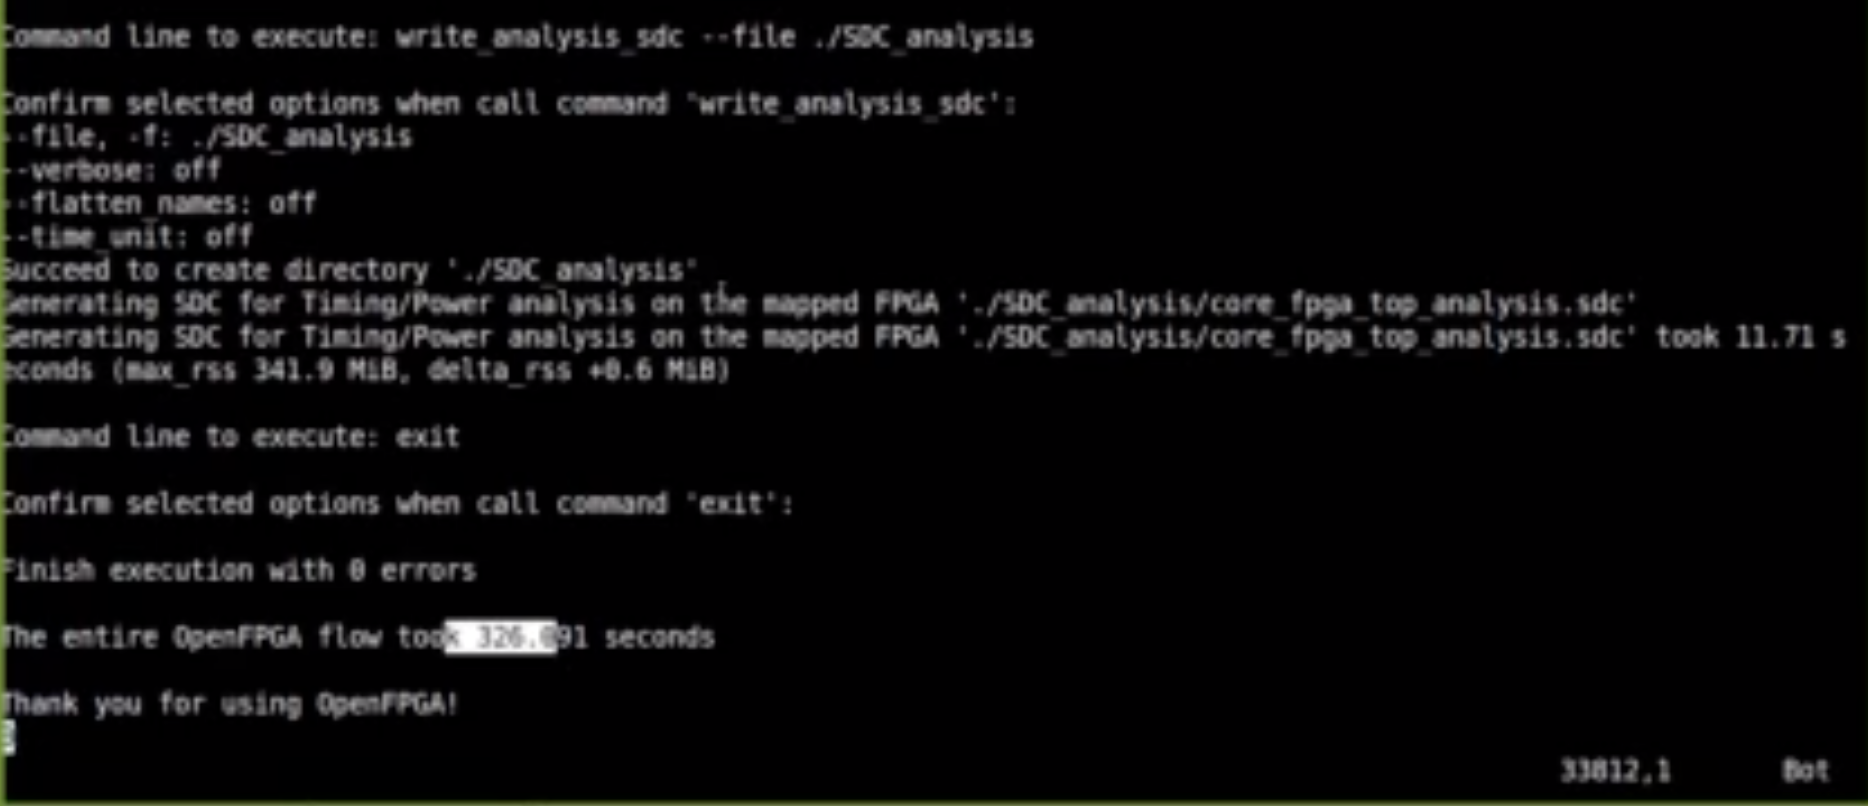 Command line to execute: write_analysis_sdc --file ./SDC_analysis
Confirm selected options when call command 'write_analysis_sdc':
--file, -f: ./SDC_analysis
--verbose: off
--flatten_names: off
--time_unit: off
Succeed to create directory './SDC_analysis'
Generating SDC for Timing/Power analysis on the mapped FPGA './SDC_analysis/core_fpga_top_analysis.sdc'
Generating SDC for Timing/Power analysis on the mapped FPGA './SDC_analysis/core_fpga_top_analysis.sdc' took 11.71 s
econds (max_rss 341.9 MiB, delta_rss +0.6 MiB)
Command line to execute: exit
Confirm selected options when call command 'exit':
Finish execution with 0 errors
The entire OpenFPGA flow took 326.091 seconds
Thank you for using OpenFPGA!
33812,1 Bot